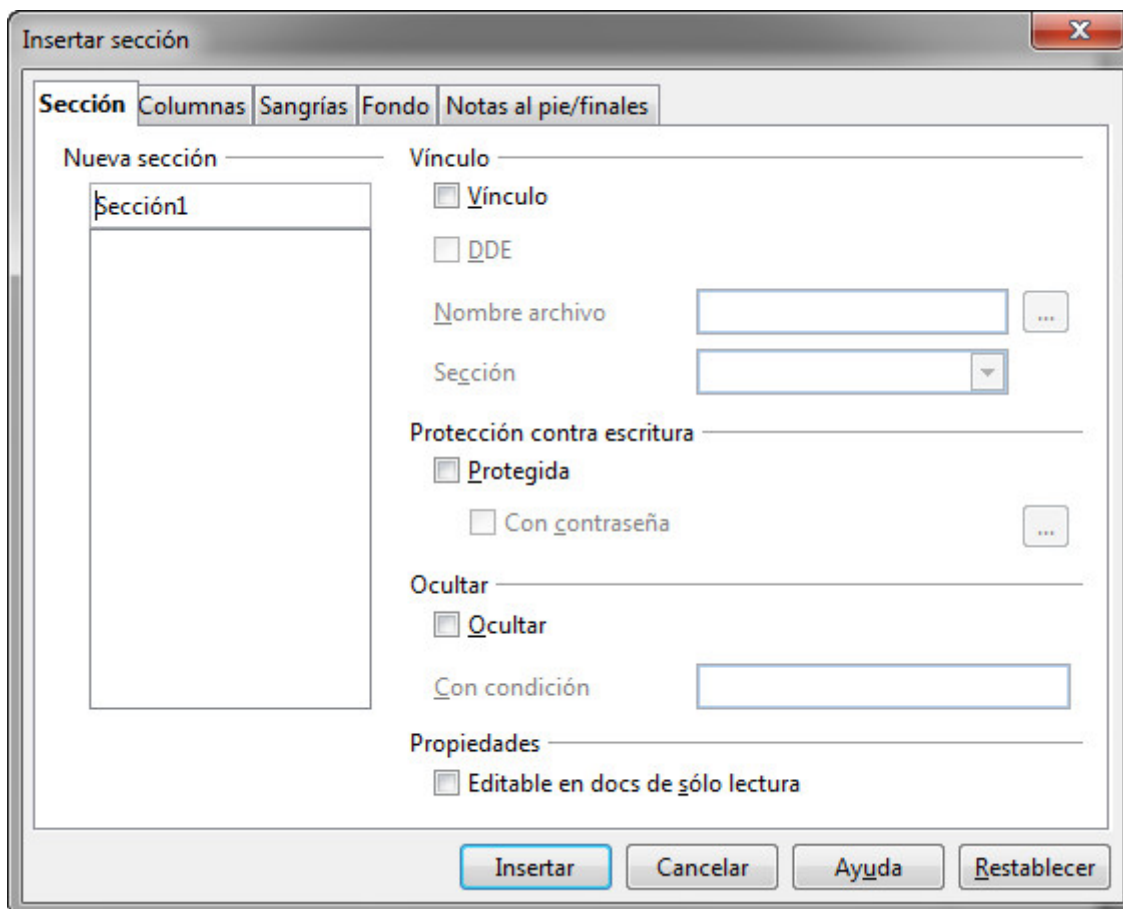 Insertar sección
Sección Columnas Sangrías Fondo Notas al pie/finales
Nueva sección
Sección1
Vínculo
Vínculo
DDE
Nombre archivo
...
Sección
Protección contra escritura
Protegida
Con contraseña
...
Ocultar
Ocultar
Con condición
Propiedades
Editable en docs de sólo lectura
Insertar Cancelar Ayuda Restablecer